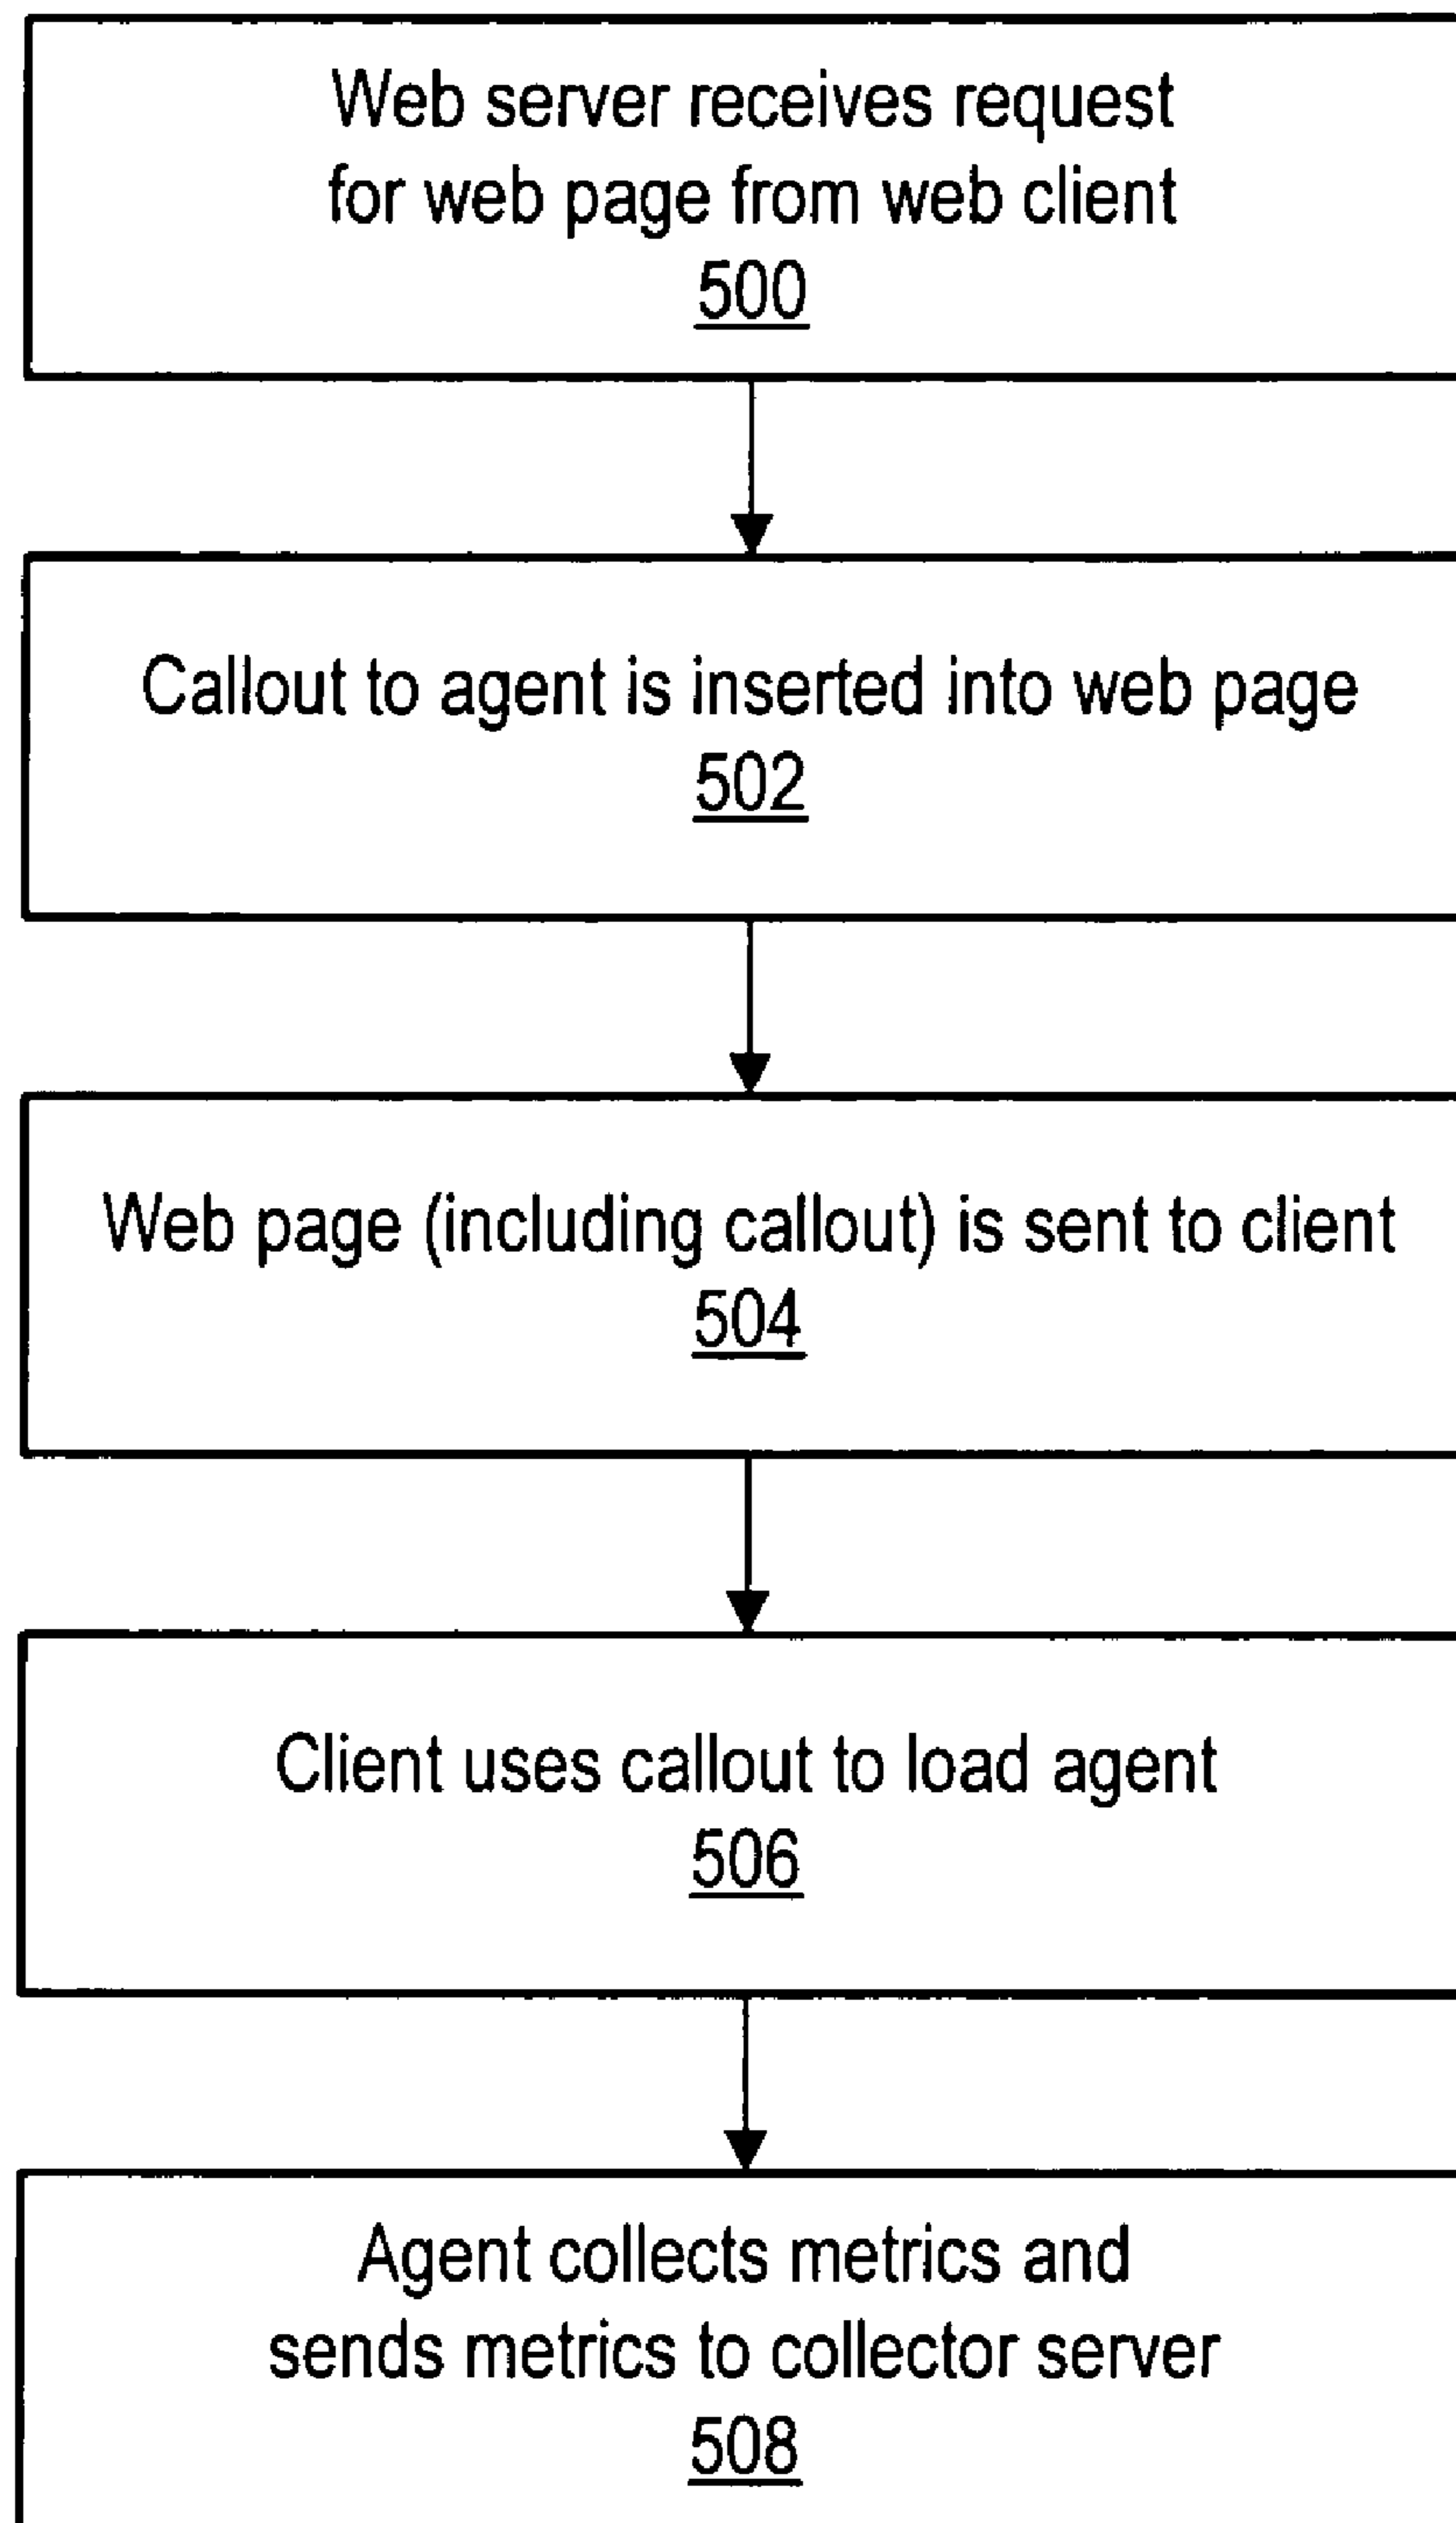 Web server receives request
for web page from web client
500
Callout to agent is inserted into web page
502
Web page (including callout) is sent to client
504
Client uses callout to load agent
506
Agent collects metrics and
sends metrics to collector server
508